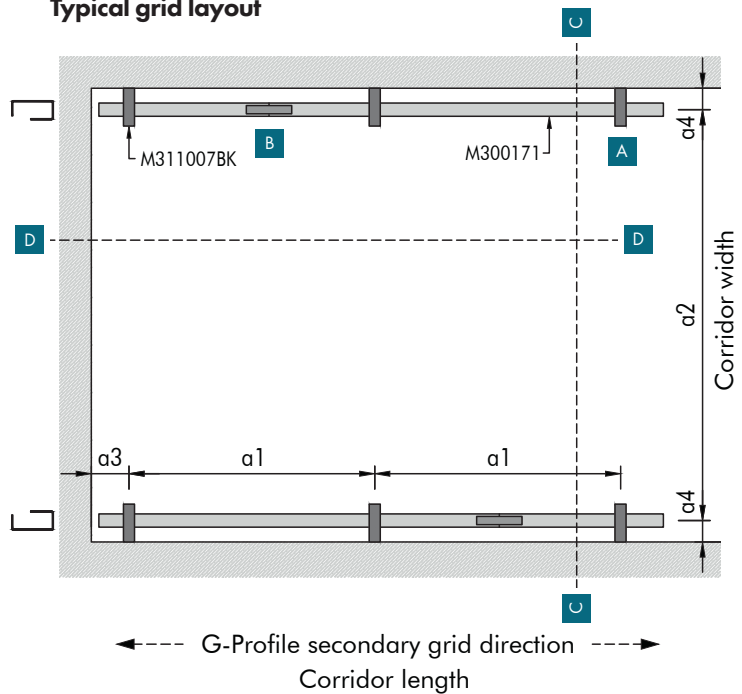 Typical grid layout
C
a4
B
M311007BK
M300171
A
D
D
a2
Corridor width
a3
a1
a1
a4
C
G-Profile secondary grid direction
Corridor length